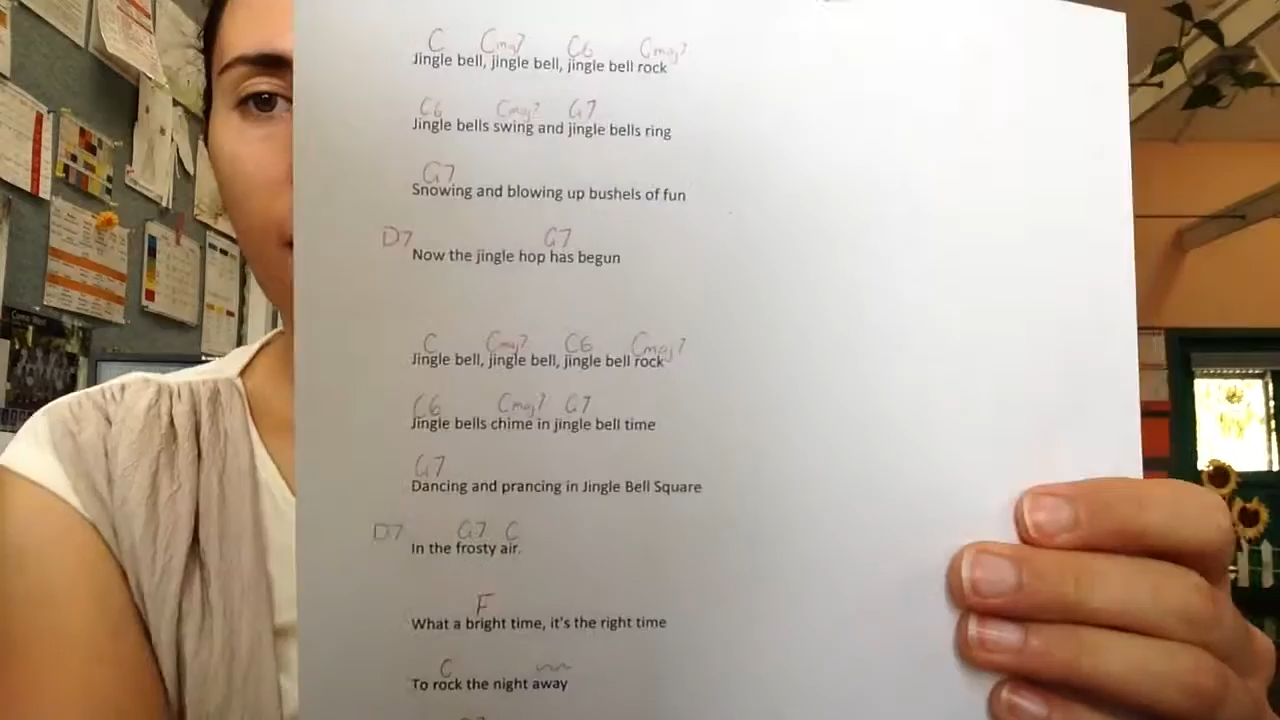 C Cmaj7 C6 Cmaj7
Jingle bell, jingle bell, jingle bell rock
C6 Cmaj7 G7
Jingle bells swing and jingle bells ring
G7
Snowing and blowing up bushels of fun
D7 G7
Now the jingle hop has begun
C Cmaj7 C6 Cmaj7
Jingle bell, jingle bell, jingle bell rock
C6 Cmaj7 G7
Jingle bells chime in jingle bell time
G7
Dancing and prancing in Jingle Bell Square
D7 G7 C
In the frosty air.
F
What a bright time, it's the right time
C
To rock the night away